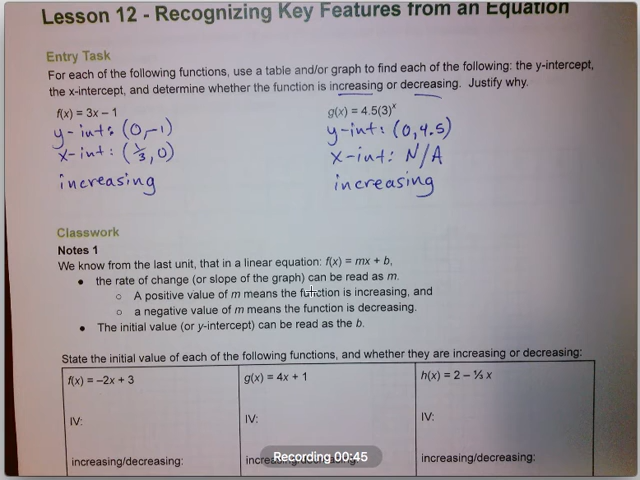 Lesson 12 - Recognizing Key Features from an Equation
Entry Task
For each of the following functions, use a table and/or graph to find each of the following: the y-intercept,
the x-intercept, and determine whether the function is increasing or decreasing. Justify why.
f(x) = 3x – 1
y-int: (0,-1)
x-int: (⅓, 0)
increasing
g(x) = 4.5(3)ˣ
y-int: (0, 4.5)
x-int: N/A
increasing
Classwork
Notes 1
We know from the last unit, that in a linear equation: f(x) = mx + b,
• the rate of change (or slope of the graph) can be read as m.
○ A positive value of m means the function is increasing, and
○ a negative value of m means the function is decreasing.
• The initial value (or y-intercept) can be read as the b.
State the initial value of each of the following functions, and whether they are increasing or decreasing:
f(x) = –2x + 3
IV:
increasing/decreasing:
g(x) = 4x + 1
IV:
increasing/decreasing:
h(x) = 2 – ⅓ x
IV:
increasing/decreasing:
Recording 00:45